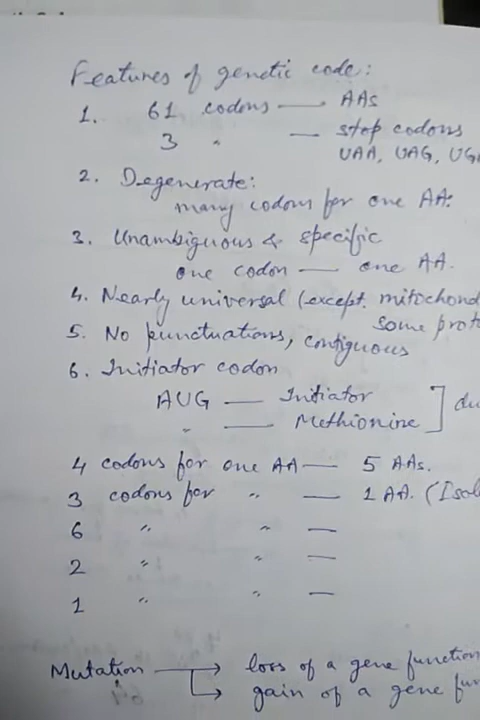 Features of genetic code:
1. 61 codons — AAs
3 " — stop codons
UAA, UAG, UG
2. Degenerate:
many codons for one AA.
3. Unambiguous & specific
one codon — one AA.
4. Nearly universal (except. mitochond
some prot
5. No punctuations, contiguous
6. Initiator codon
AUG — Initiator
" — Methionine ] du
4 codons for one AA — 5 AAs.
3 codons for " — 1 AA. (Isol
6 " " —
2 " " —
1 " " —
Mutation → loss of a gene function
→ gain of a gene fun